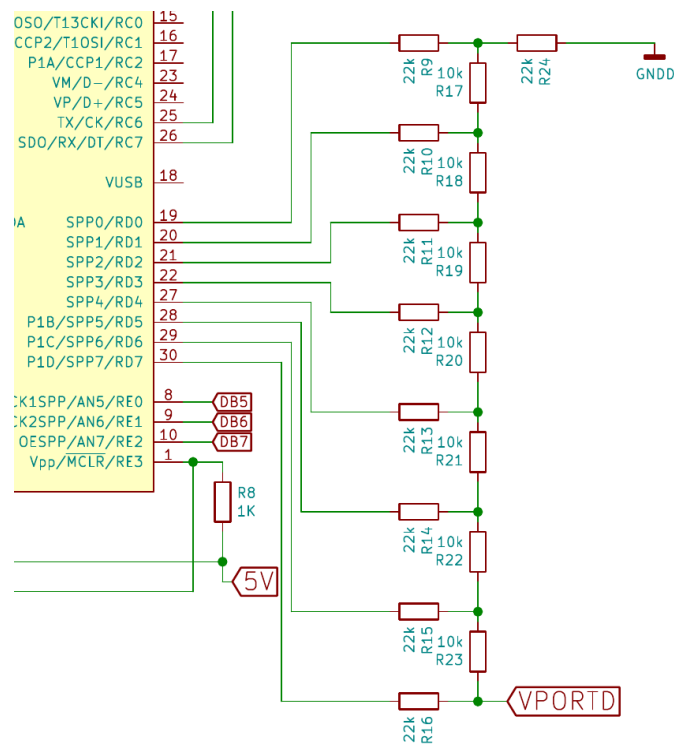 OSO/T13CKI/RC0 15
CCP2/T1OSI/RC1 16
P1A/CCP1/RC2 17
VM/D-/RC4 23
VP/D+/RC5 24
TX/CK/RC6 25
SDO/RX/DT/RC7 26
VUSB 18
DA
SPP0/RD0 19
SPP1/RD1 20
SPP2/RD2 21
SPP3/RD3 22
SPP4/RD4 27
P1B/SPP5/RD5 28
P1C/SPP6/RD6 29
P1D/SPP7/RD7 30
CK1SPP/AN5/RE0 8 DB5
CK2SPP/AN6/RE1 9 DB6
OESPP/AN7/RE2 10 DB7
Vpp/MCLR/RE3 1
R8
1K
5V
22k
R9
10k
R17
22k
R24
GNDD
22k
R10
10k
R18
22k
R11
10k
R19
22k
R12
10k
R20
22k
R13
10k
R21
22k
R14
10k
R22
22k
R15
10k
R23
22k
R16
VPORTD